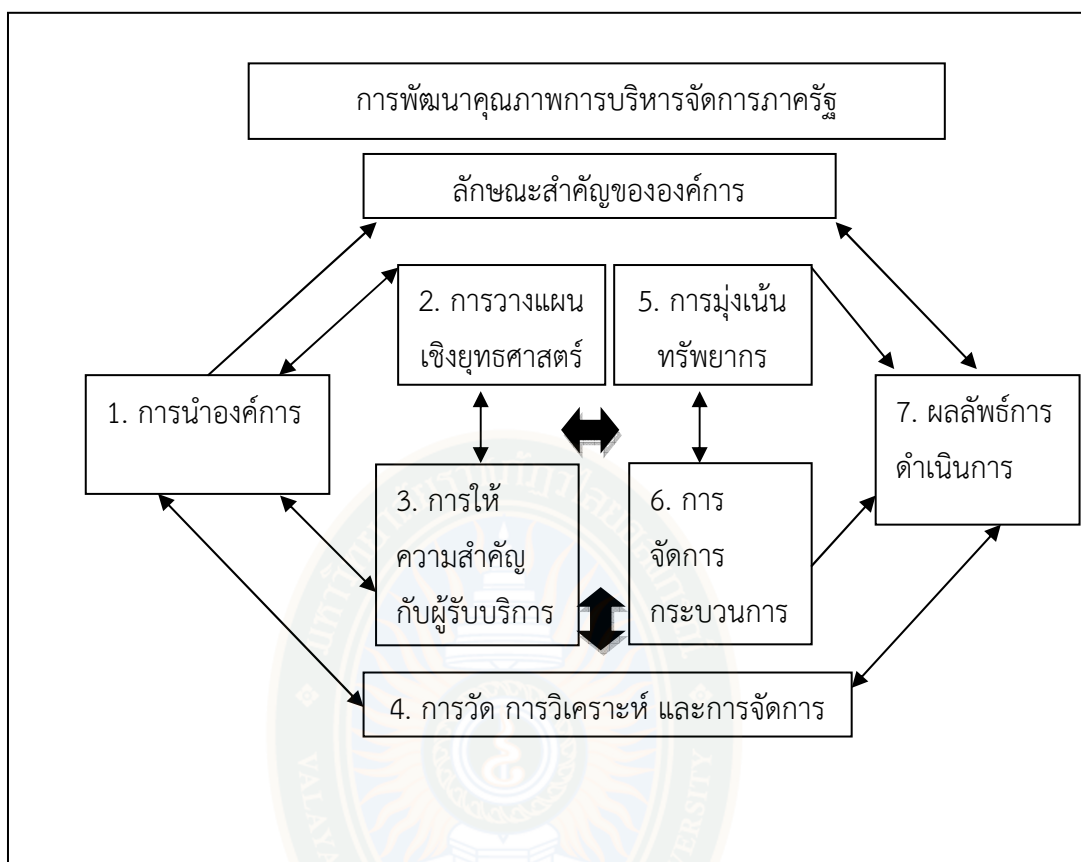 การพัฒนาคุณภาพการบริหารจัดการภาครัฐ
ลักษณะสำคัญขององค์การ
2. การวางแผน
เชิงยุทธศาสตร์
5. การมุ่งเน้น
ทรัพยากร
1. การนำองค์การ
7. ผลลัพธ์การ
ดำเนินการ
3. การให้
ความสำคัญ
กับผู้รับบริการ
6. การ
จัดการ
กระบวนการ
4. การวัด การวิเคราะห์ และการจัดการ